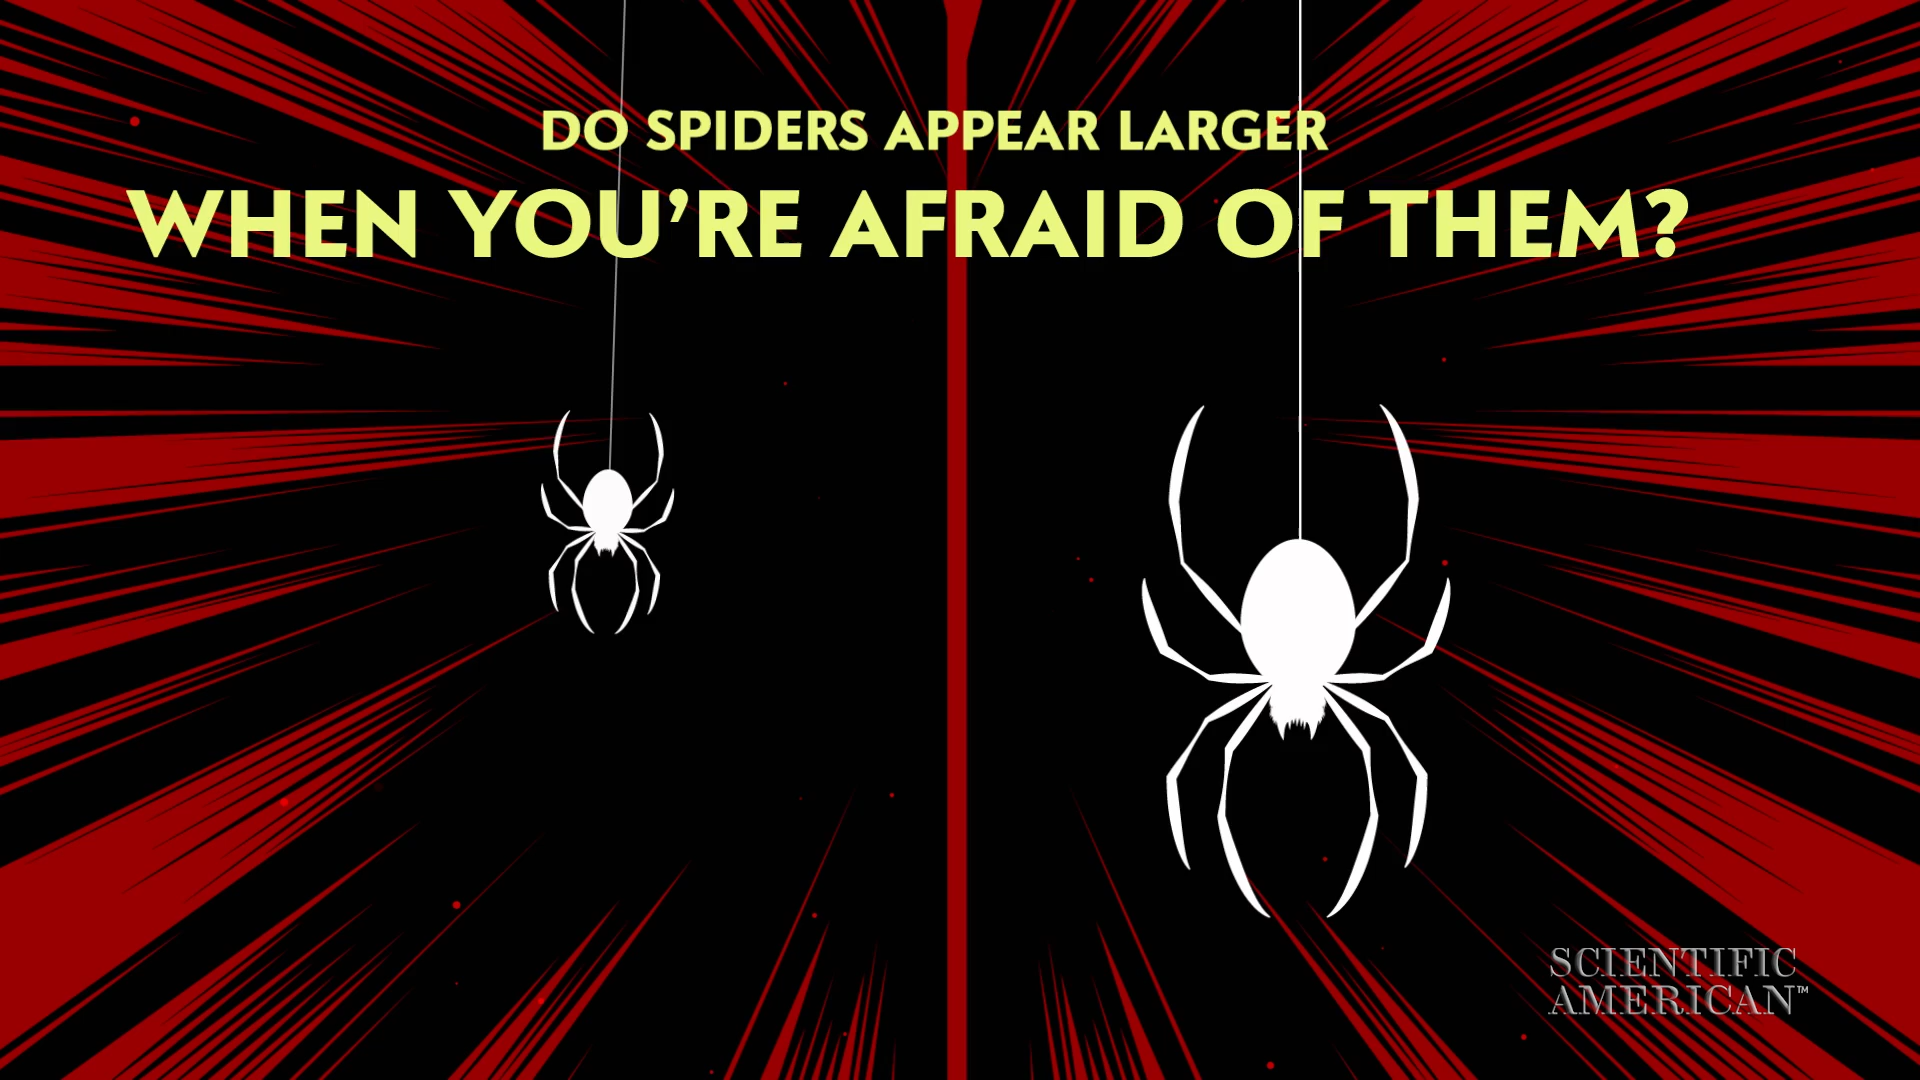 DO SPIDERS APPEAR LARGER
WHEN YOU’RE AFRAID OF THEM?
SCIENTIFIC
AMERICAN™